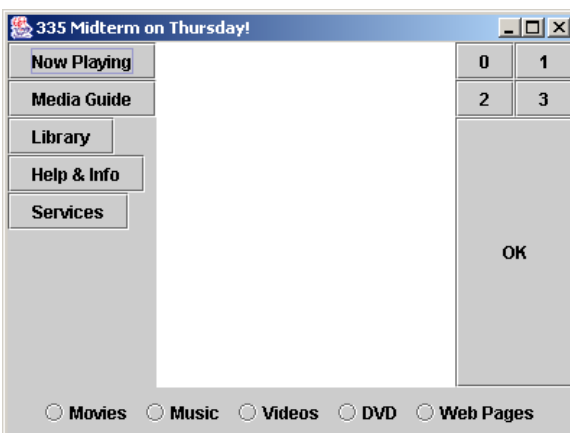 335 Midterm on Thursday!
Now Playing
0 1
Media Guide
2 3
Library
Help & Info
Services
OK
Movies Music Videos DVD Web Pages